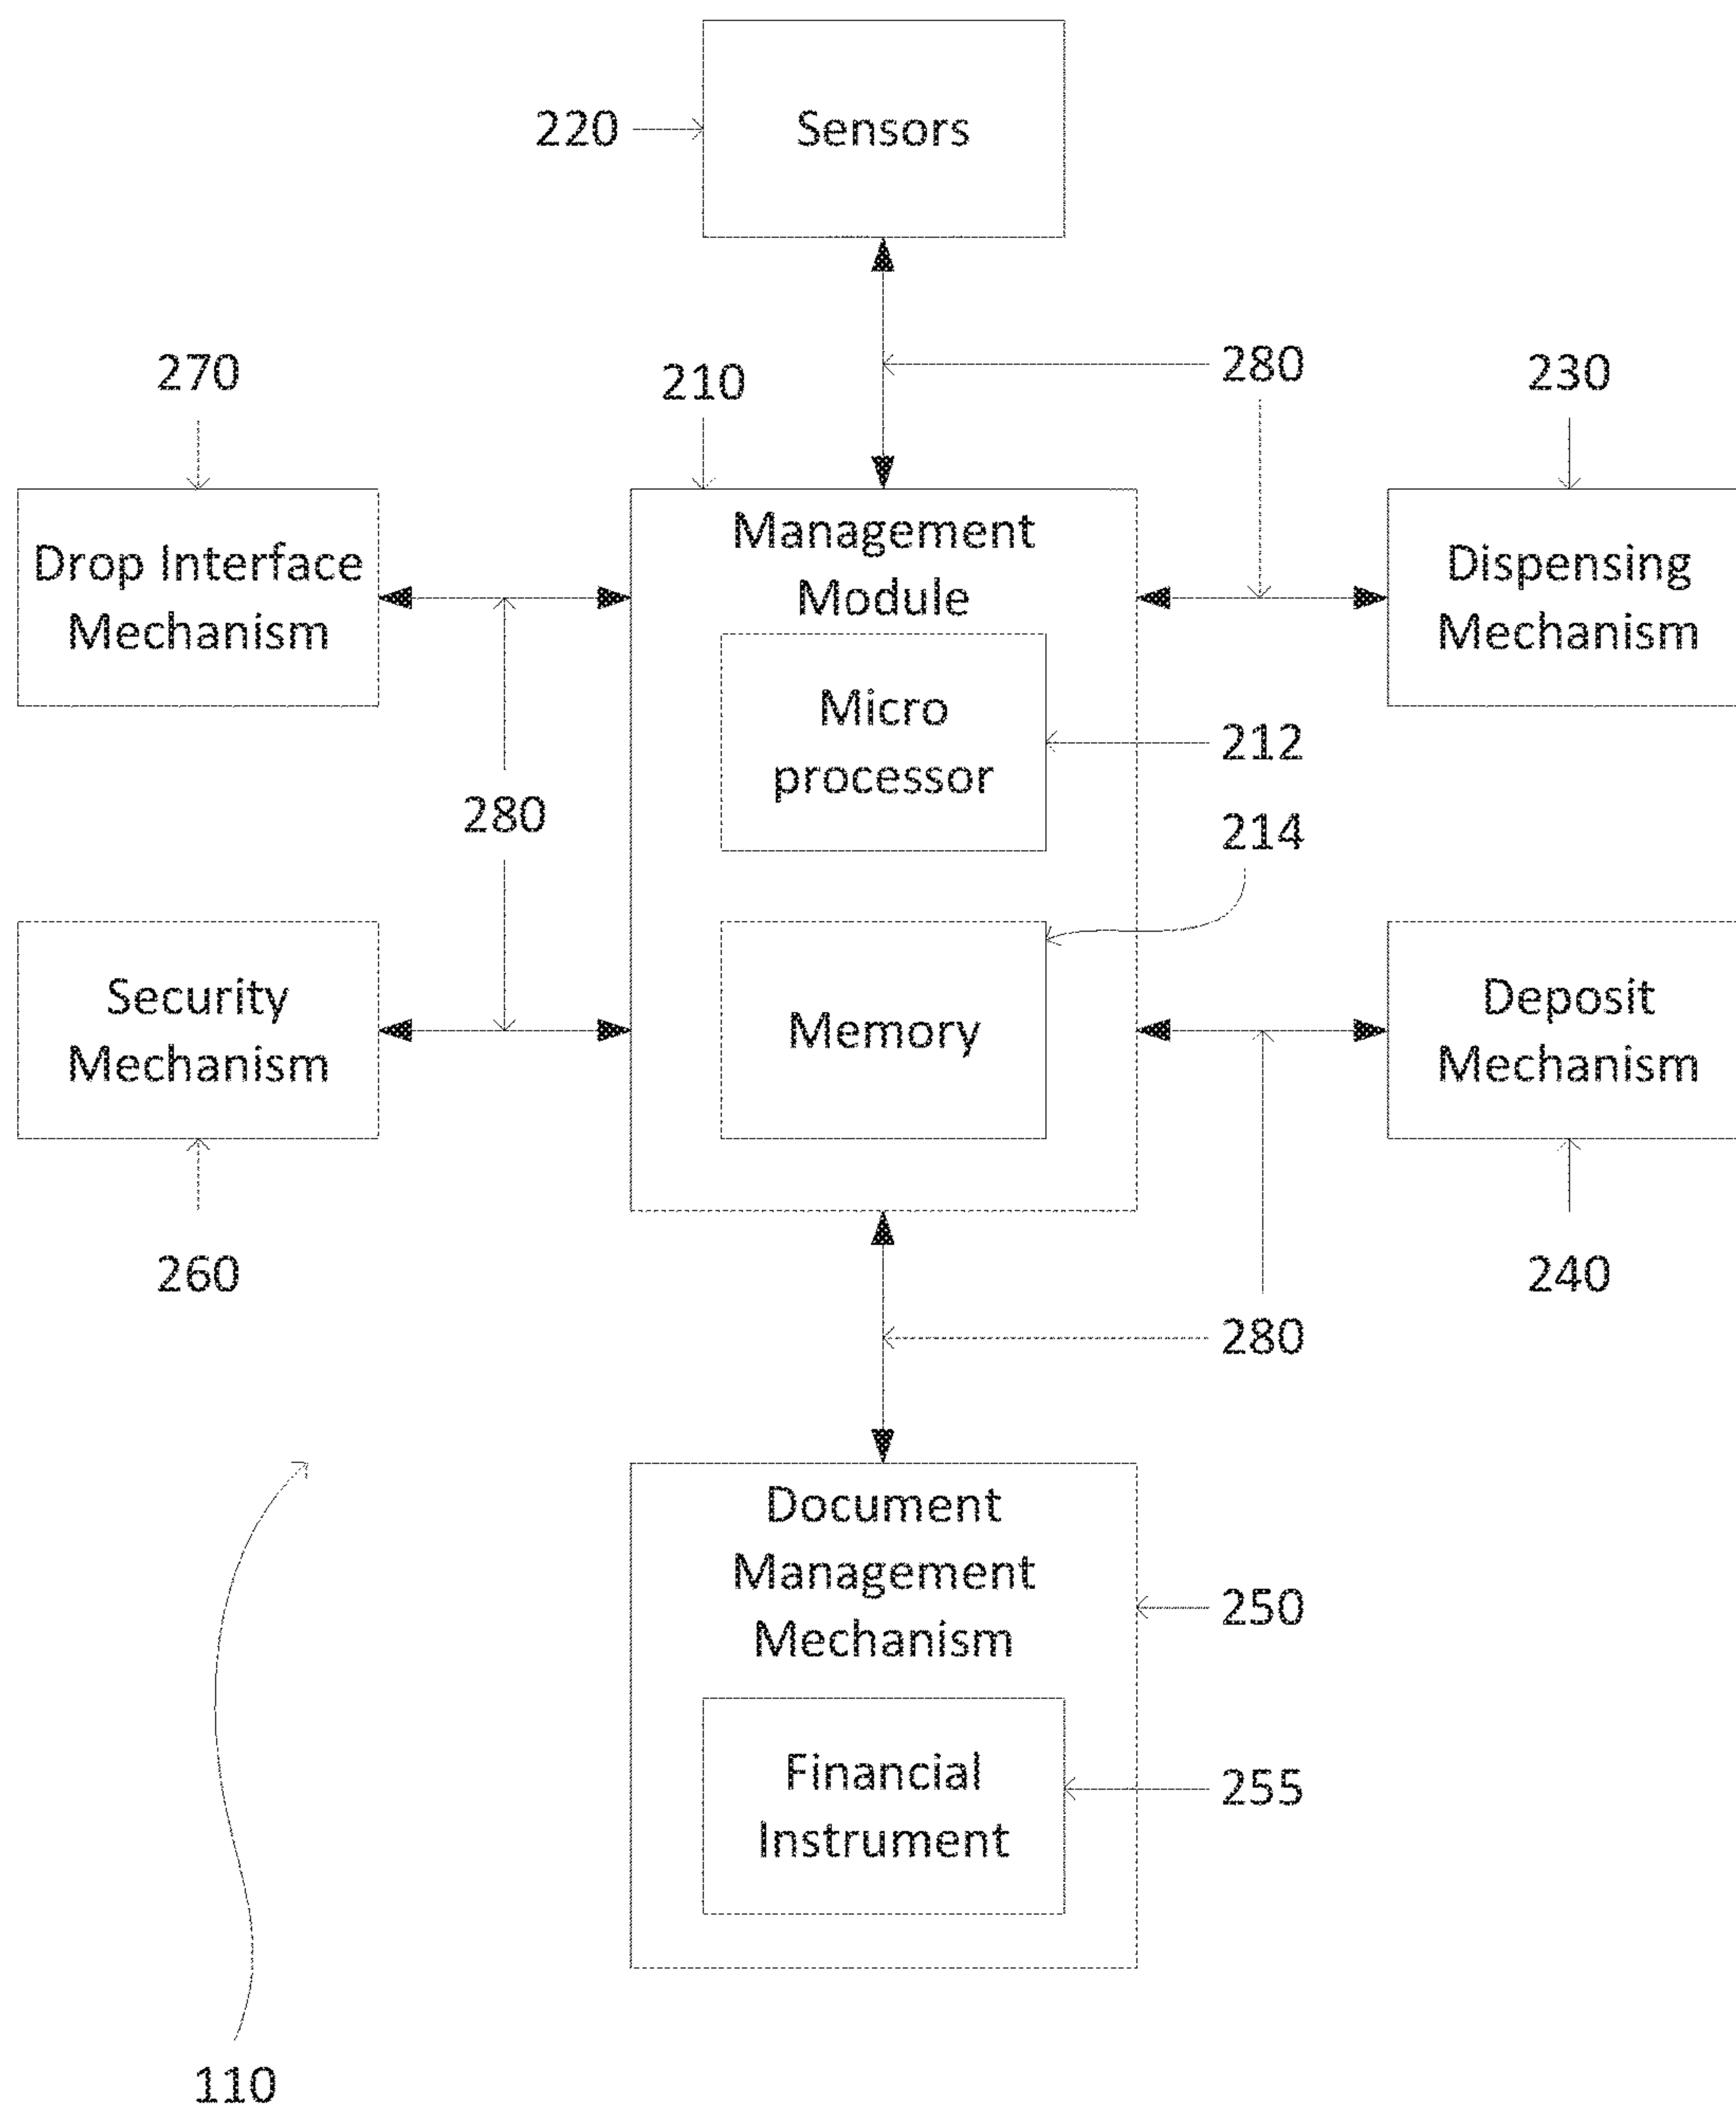 220
Sensors
270
210
280
230
Drop Interface
Mechanism
Management
Module
Dispensing
Mechanism
Micro
processor
212
280
214
Security
Mechanism
Memory
Deposit
Mechanism
260
240
280
Document
Management
Mechanism
250
Financial
Instrument
255
110